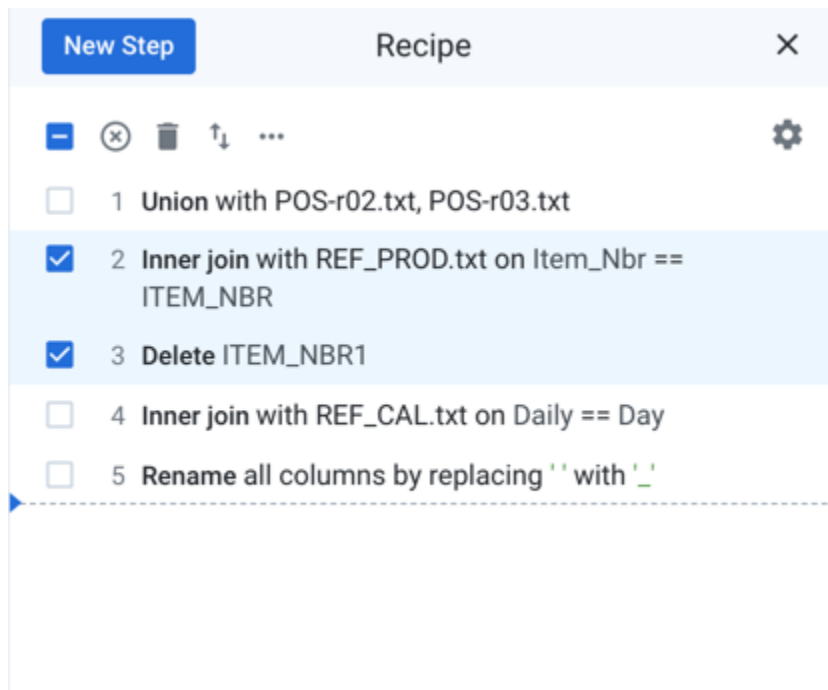 New Step
Recipe
1 Union with POS-r02.txt, POS-r03.txt
2 Inner join with REF_PROD.txt on Item_Nbr ==
ITEM_NBR
3 Delete ITEM_NBR1
4 Inner join with REF_CAL.txt on Daily == Day
5 Rename all columns by replacing ' ' with '_'